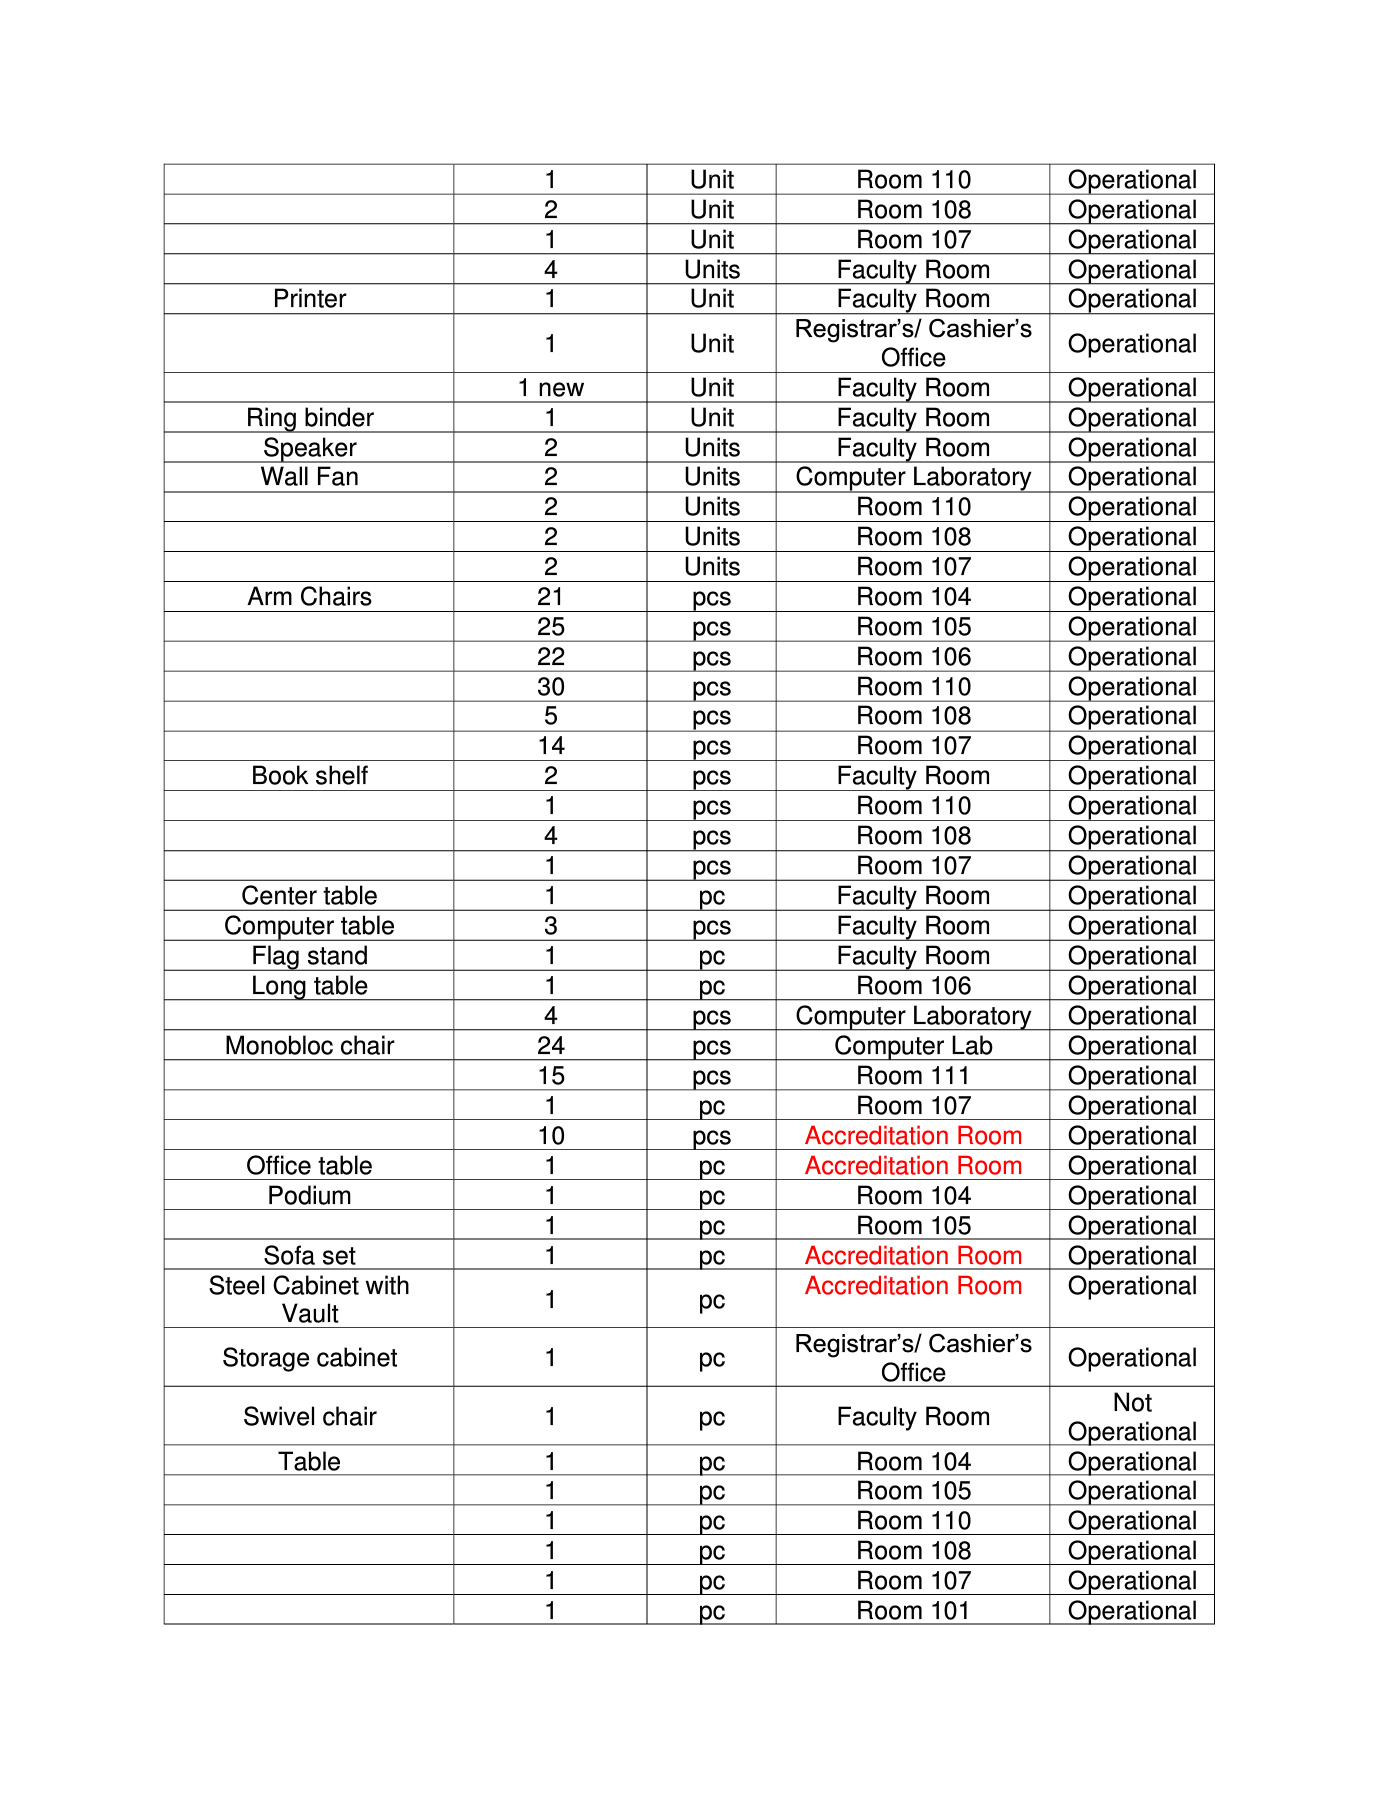 1 Unit Room 110 Operational
2 Unit Room 108 Operational
1 Unit Room 107 Operational
4 Units Faculty Room Operational
Printer 1 Unit Faculty Room Operational
1 Unit Registrar’s/ Cashier’s Office Operational
1 new Unit Faculty Room Operational
Ring binder 1 Unit Faculty Room Operational
Speaker 2 Units Faculty Room Operational
Wall Fan 2 Units Computer Laboratory Operational
2 Units Room 110 Operational
2 Units Room 108 Operational
2 Units Room 107 Operational
Arm Chairs 21 pcs Room 104 Operational
25 pcs Room 105 Operational
22 pcs Room 106 Operational
30 pcs Room 110 Operational
5 pcs Room 108 Operational
14 pcs Room 107 Operational
Book shelf 2 pcs Faculty Room Operational
1 pcs Room 110 Operational
4 pcs Room 108 Operational
1 pcs Room 107 Operational
Center table 1 pc Faculty Room Operational
Computer table 3 pcs Faculty Room Operational
Flag stand 1 pc Faculty Room Operational
Long table 1 pc Room 106 Operational
4 pcs Computer Laboratory Operational
Monobloc chair 24 pcs Computer Lab Operational
15 pcs Room 111 Operational
1 pc Room 107 Operational
10 pcs Accreditation Room Operational
Office table 1 pc Accreditation Room Operational
Podium 1 pc Room 104 Operational
1 pc Room 105 Operational
Sofa set 1 pc Accreditation Room Operational
Steel Cabinet with Vault 1 pc Accreditation Room Operational
Storage cabinet 1 pc Registrar’s/ Cashier’s Office Operational
Swivel chair 1 pc Faculty Room Not Operational
Table 1 pc Room 104 Operational
1 pc Room 105 Operational
1 pc Room 110 Operational
1 pc Room 108 Operational
1 pc Room 107 Operational
1 pc Room 101 Operational